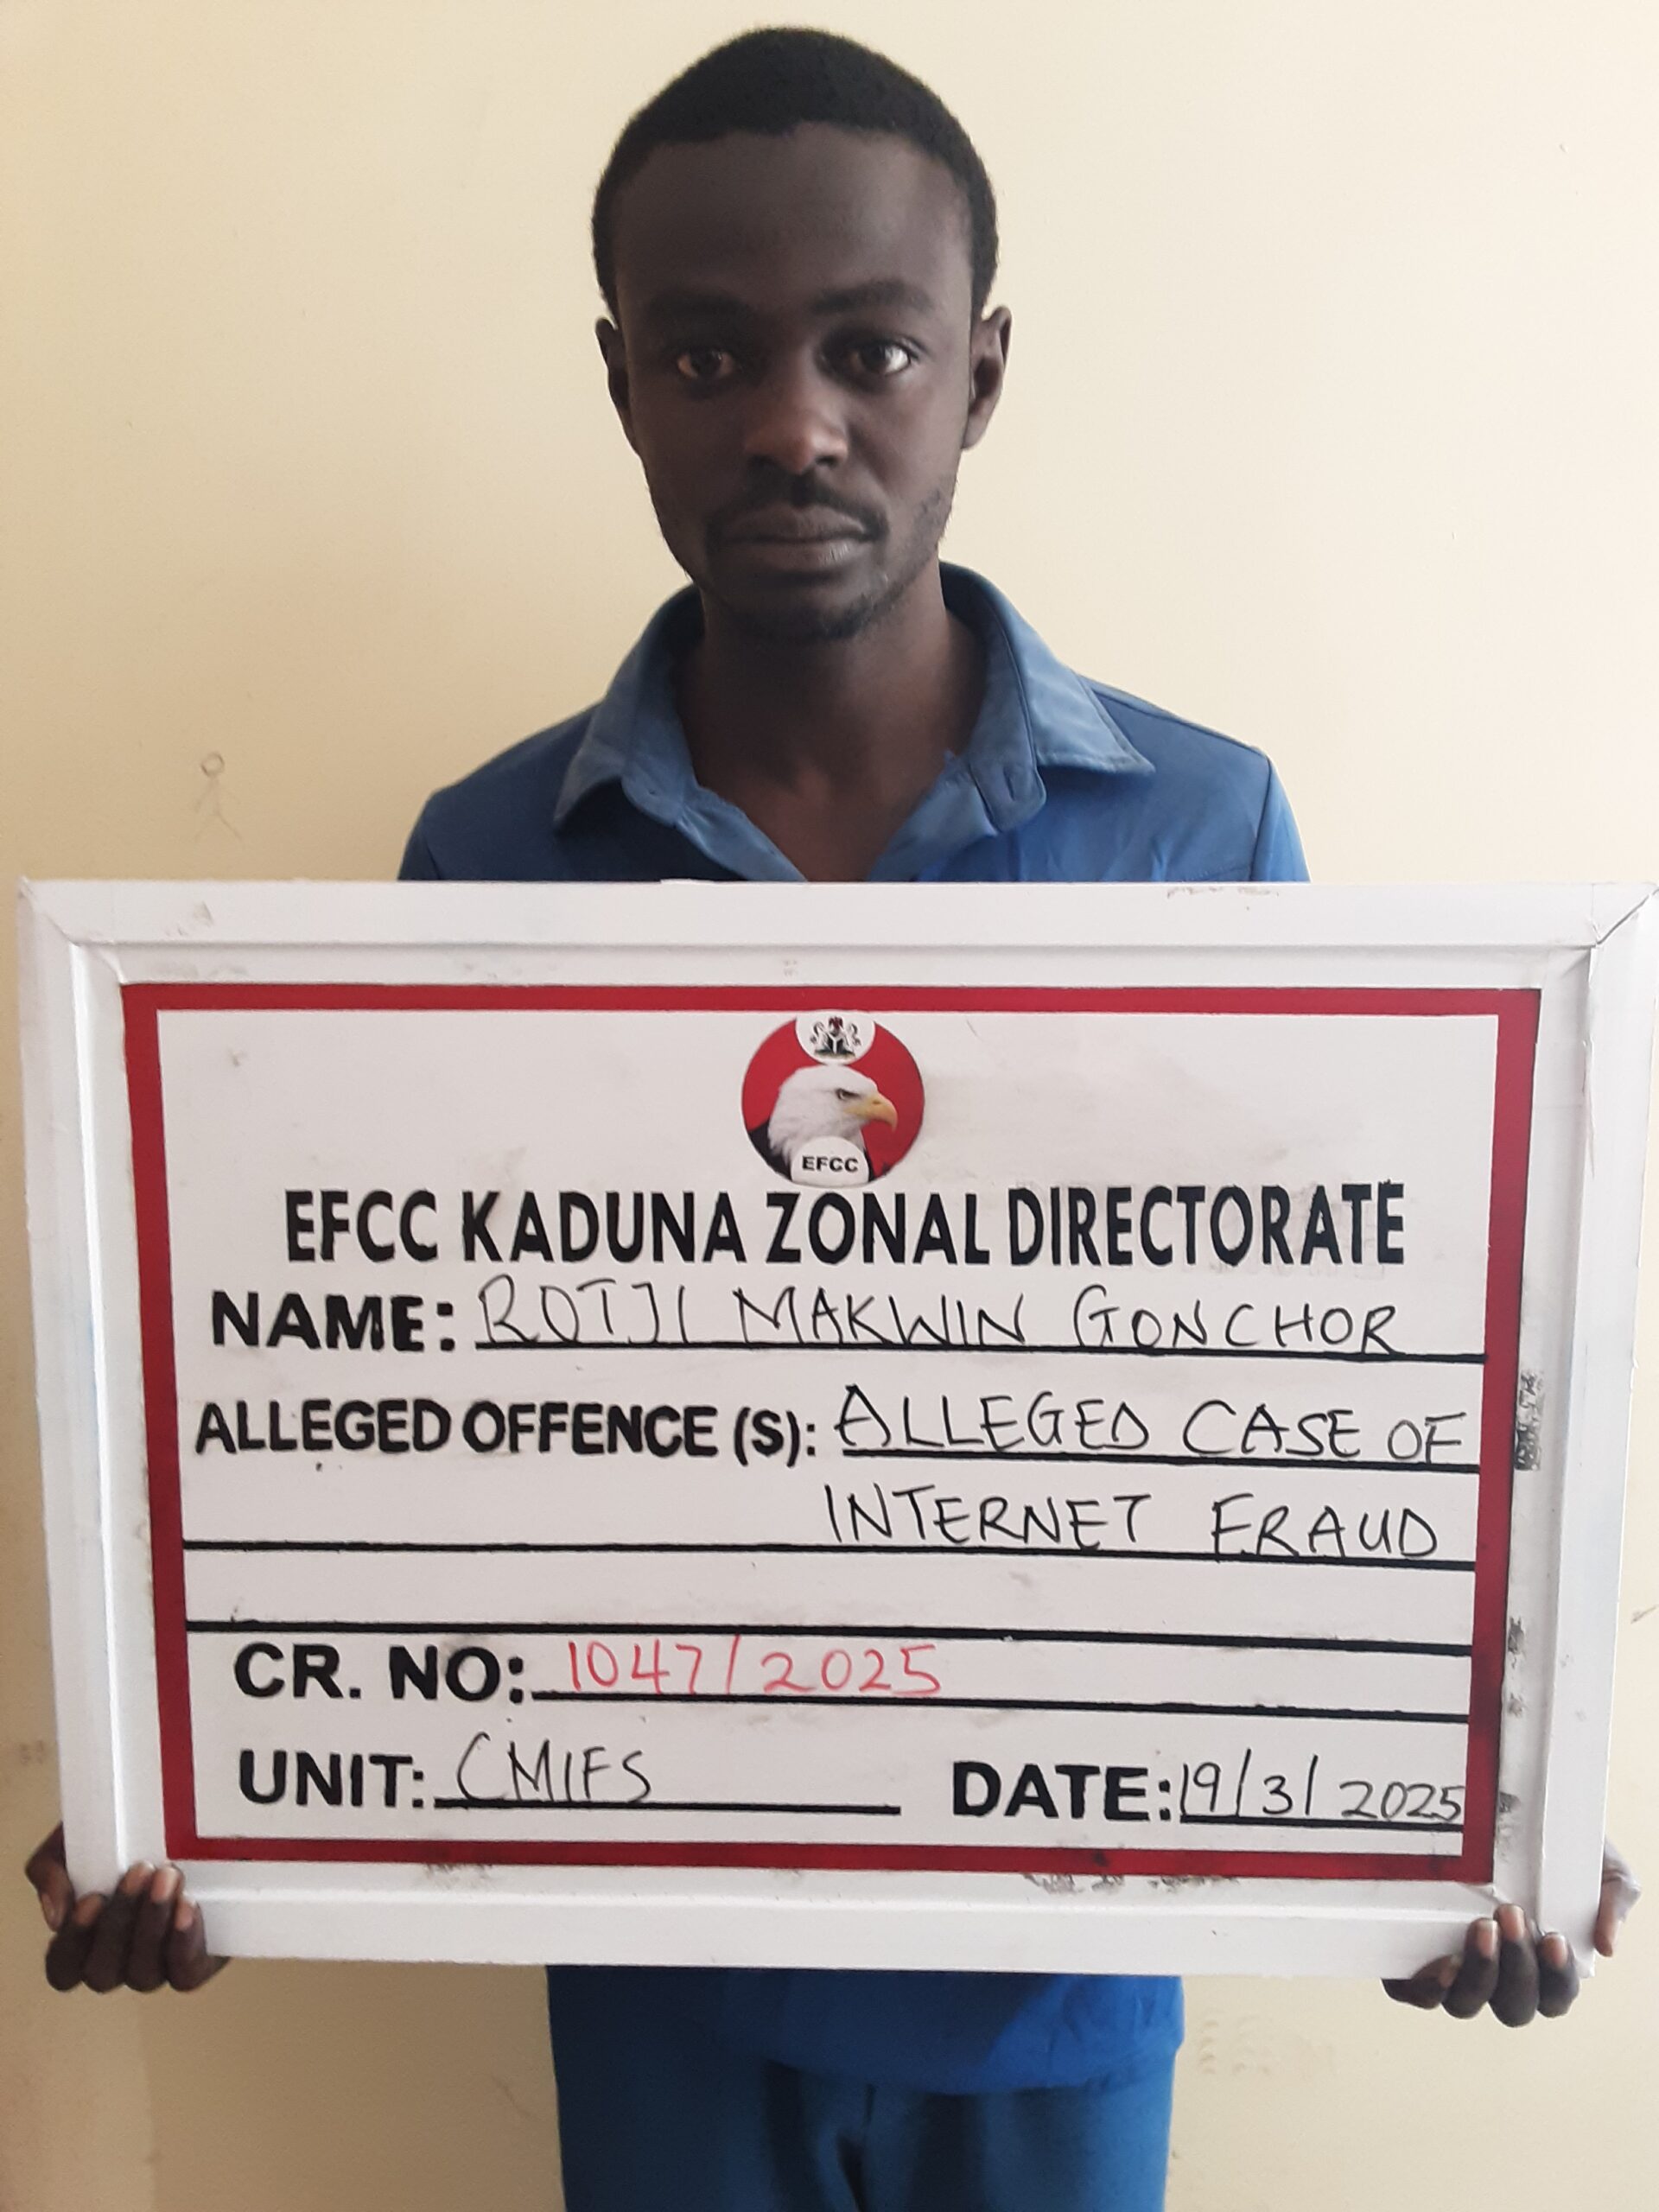 EFCC
EFCC KADUNA ZONAL DIRECTORATE
NAME: ROTJI MAKWIN GONCHOR
ALLEGED OFFENCE (S): ALLEGED CASE OF
INTERNET FRAUD
CR. NO: 1047/2025
UNIT: CMIFS DATE: 19/3/2025